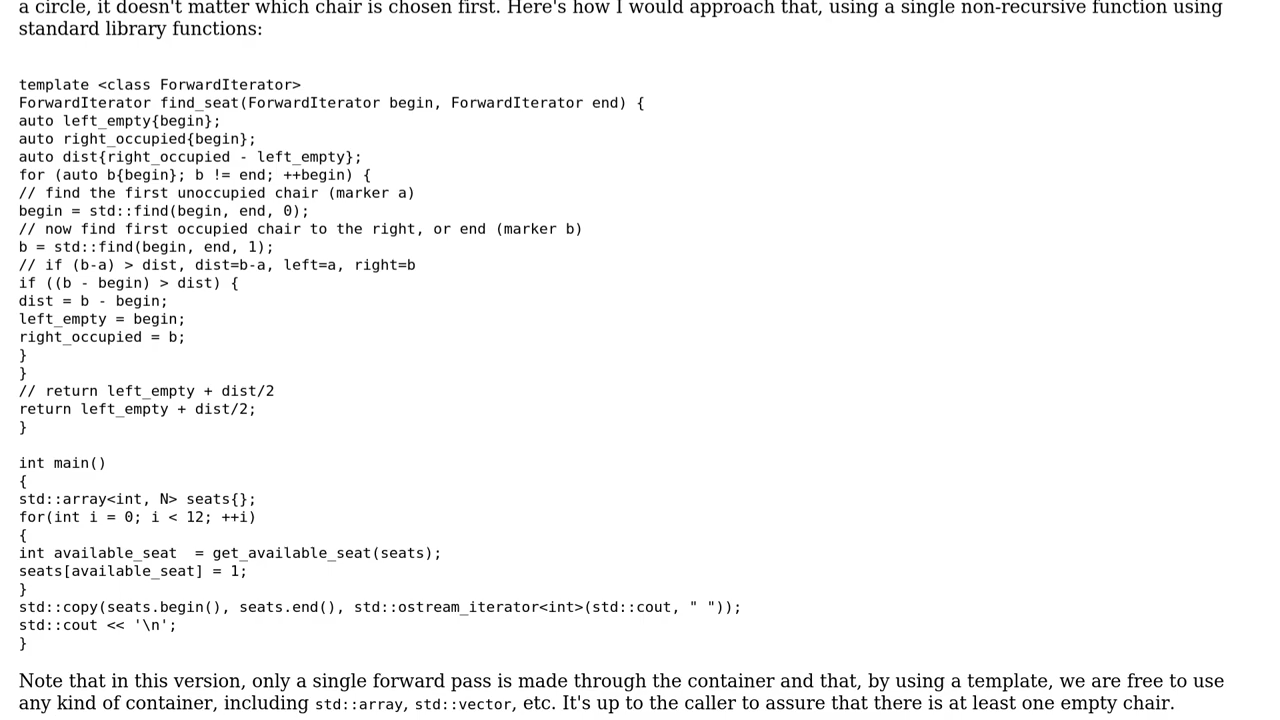 a circle, it doesn't matter which chair is chosen first. Here's how I would approach that, using a single non-recursive function using
standard library functions:
template <class ForwardIterator>
ForwardIterator find_seat(ForwardIterator begin, ForwardIterator end) {
auto left_empty{begin};
auto right_occupied{begin};
auto dist{right_occupied - left_empty};
for (auto b{begin}; b != end; ++begin) {
// find the first unoccupied chair (marker a)
begin = std::find(begin, end, 0);
// now find first occupied chair to the right, or end (marker b)
b = std::find(begin, end, 1);
// if (b-a) > dist, dist=b-a, left=a, right=b
if ((b - begin) > dist) {
dist = b - begin;
left_empty = begin;
right_occupied = b;
}
}
// return left_empty + dist/2
return left_empty + dist/2;
}
int main()
{
std::array<int, N> seats{};
for(int i = 0; i < 12; ++i)
{
int available_seat  = get_available_seat(seats);
seats[available_seat] = 1;
}
std::copy(seats.begin(), seats.end(), std::ostream_iterator<int>(std::cout, " "));
std::cout << '\n';
}
Note that in this version, only a single forward pass is made through the container and that, by using a template, we are free to use
any kind of container, including std::array, std::vector, etc. It's up to the caller to assure that there is at least one empty chair.